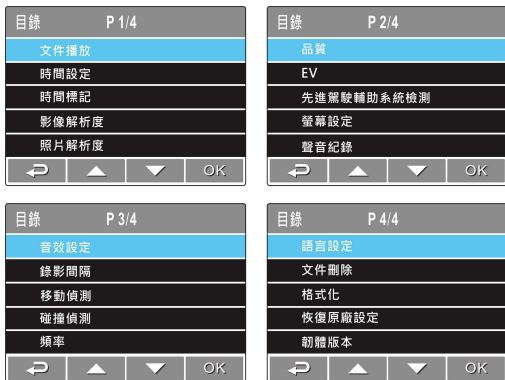 目錄 P 1/4
文件播放
時間設定
時間標記
影像解析度
照片解析度
OK
目錄 P 2/4
品質
EV
先進駕駛輔助系統檢測
螢幕設定
聲音紀錄
OK
目錄 P 3/4
音效設定
錄影間隔
移動偵測
碰撞偵測
頻率
OK
目錄 P 4/4
語言設定
文件刪除
格式化
恢復原廠設定
韌體版本
OK